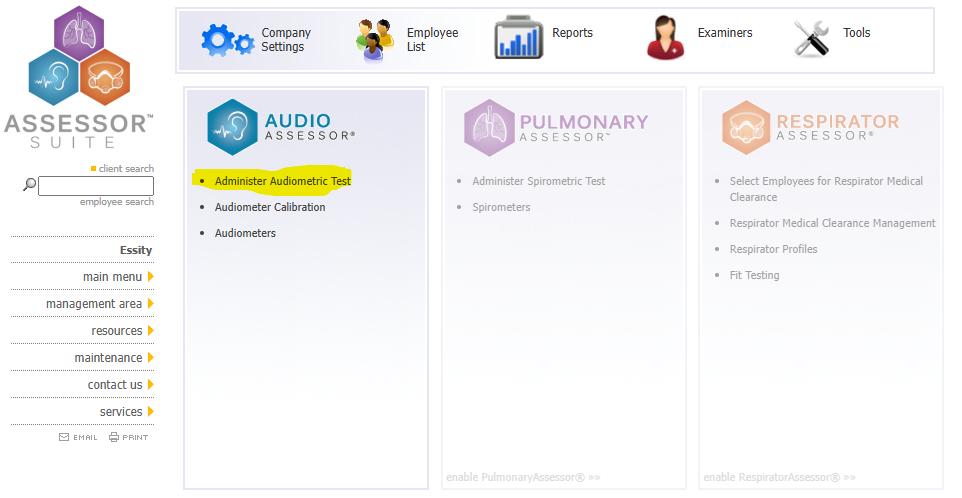 ASSESSOR™
SUITE
client search
employee search
Essity
main menu
management area
resources
maintenance
contact us
services
EMAIL PRINT
Company
Settings
Employee
List
Reports
Examiners
Tools
AUDIO
ASSESSOR®
• Administer Audiometric Test
• Audiometer Calibration
• Audiometers
PULMONARY
ASSESSOR™
• Administer Spirometric Test
• Spirometers
enable PulmonaryAssessor® »»
RESPIRATOR
ASSESSOR®
• Select Employees for Respirator Medical
Clearance
• Respirator Medical Clearance Management
• Respirator Profiles
• Fit Testing
enable RespiratorAssessor® »»